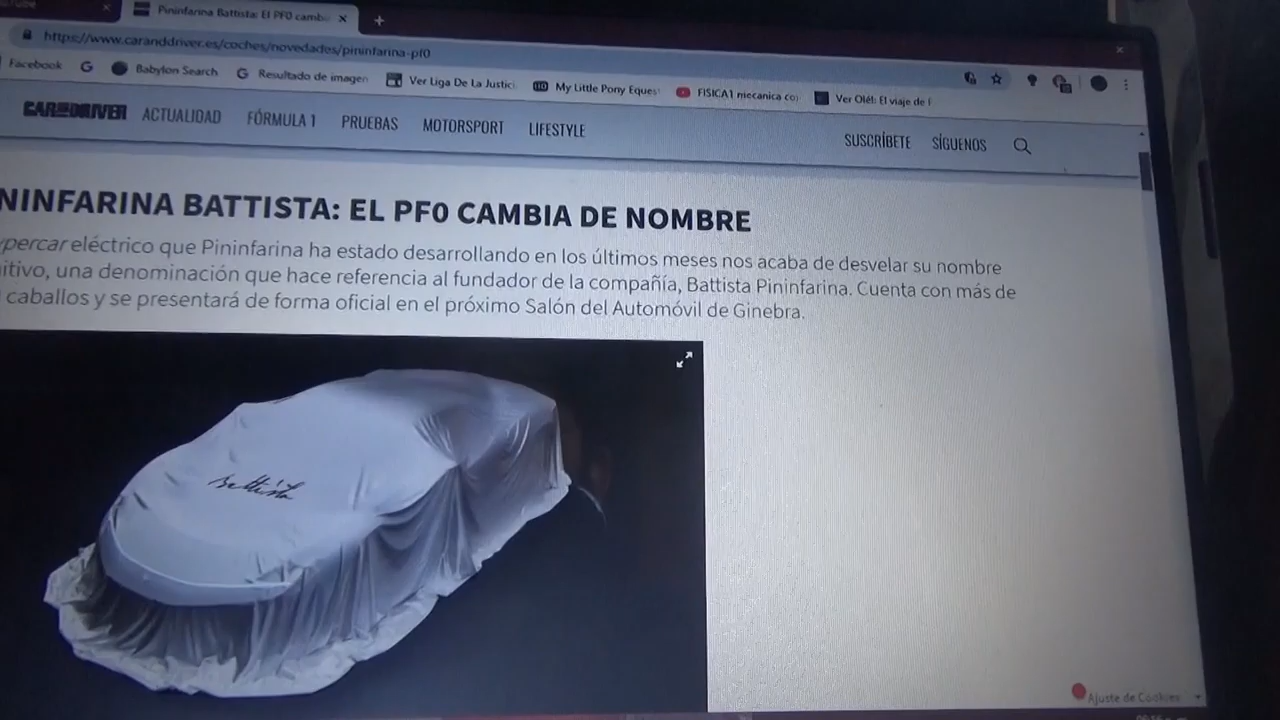 Pininfarina Battista: El PF0 cambi
https://www.caranddriver.es/coches/novedades/pininfarina-pf0
Facebook
Babylon Search
Resultado de imagen
Ver Liga De La Justic
My Little Pony Eques
FISICA1 mecanica co
Ver Olé!: El viaje de F
CAR AND DRIVER
ACTUALIDAD
FÓRMULA 1
PRUEBAS
MOTORSPORT
LIFESTYLE
SUSCRÍBETE
SÍGUENOS
NINFARINA BATTISTA: EL PF0 CAMBIA DE NOMBRE
percar eléctrico que Pininfarina ha estado desarrollando en los últimos meses nos acaba de desvelar su nombre
itivo, una denominación que hace referencia al fundador de la compañía, Battista Pininfarina. Cuenta con más de
caballos y se presentará de forma oficial en el próximo Salón del Automóvil de Ginebra.
Battista
Ajuste de Cookies